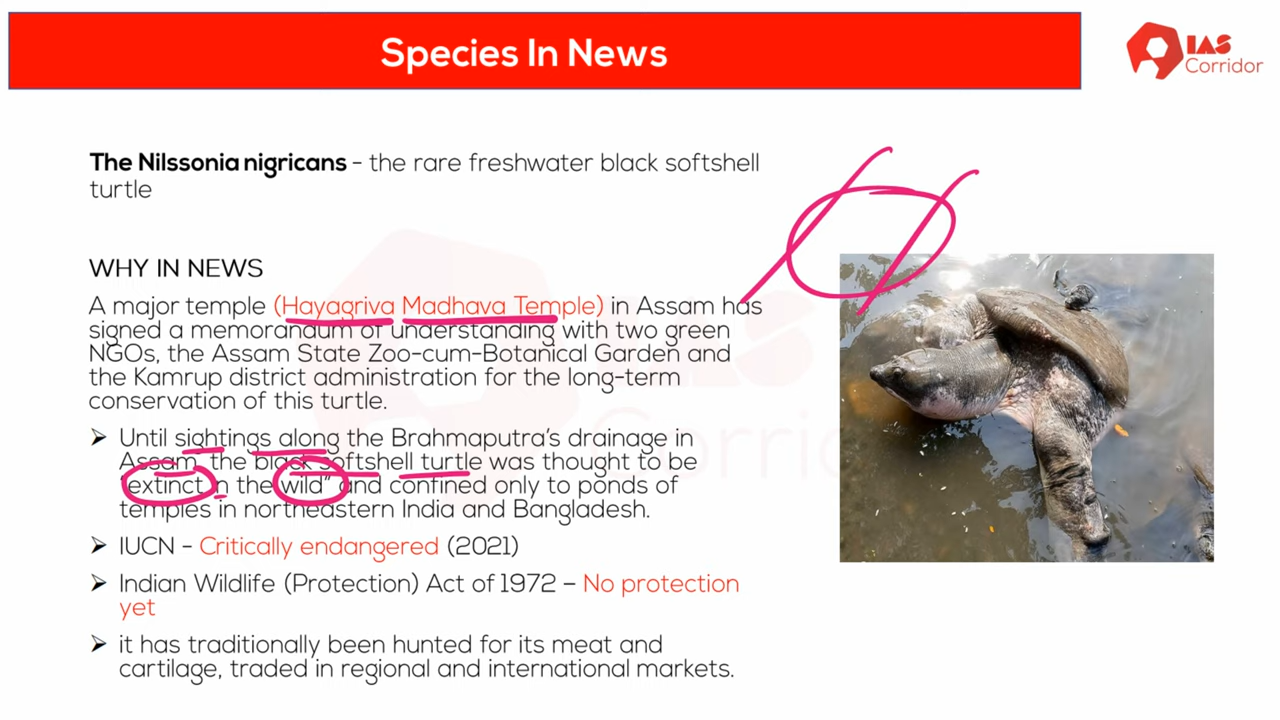 Species In News
IAS
Corridor
The Nilssonia nigricans - the rare freshwater black softshell
turtle
WHY IN NEWS
A major temple (Hayagriva Madhava Temple) in Assam has
signed a memorandum of understanding with two green
NGOs, the Assam State Zoo-cum-Botanical Garden and
the Kamrup district administration for the long-term
conservation of this turtle.
➤ Until sightings along the Brahmaputra's drainage in
Assam, the black softshell turtle was thought to be
"extinct in the wild" and confined only to ponds of
temples in northeastern India and Bangladesh.
➤ IUCN - Critically endangered (2021)
➤ Indian Wildlife (Protection) Act of 1972 – No protection
yet
➤ it has traditionally been hunted for its meat and
cartilage, traded in regional and international markets.